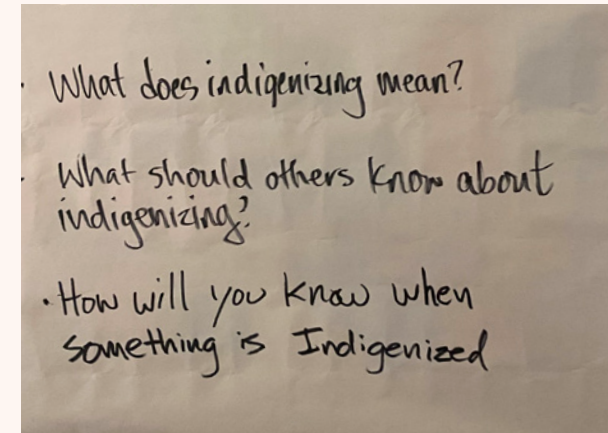 · What does indigenizing mean?
· What should others know about
indigenizing?
· How will you know when
something is Indigenized